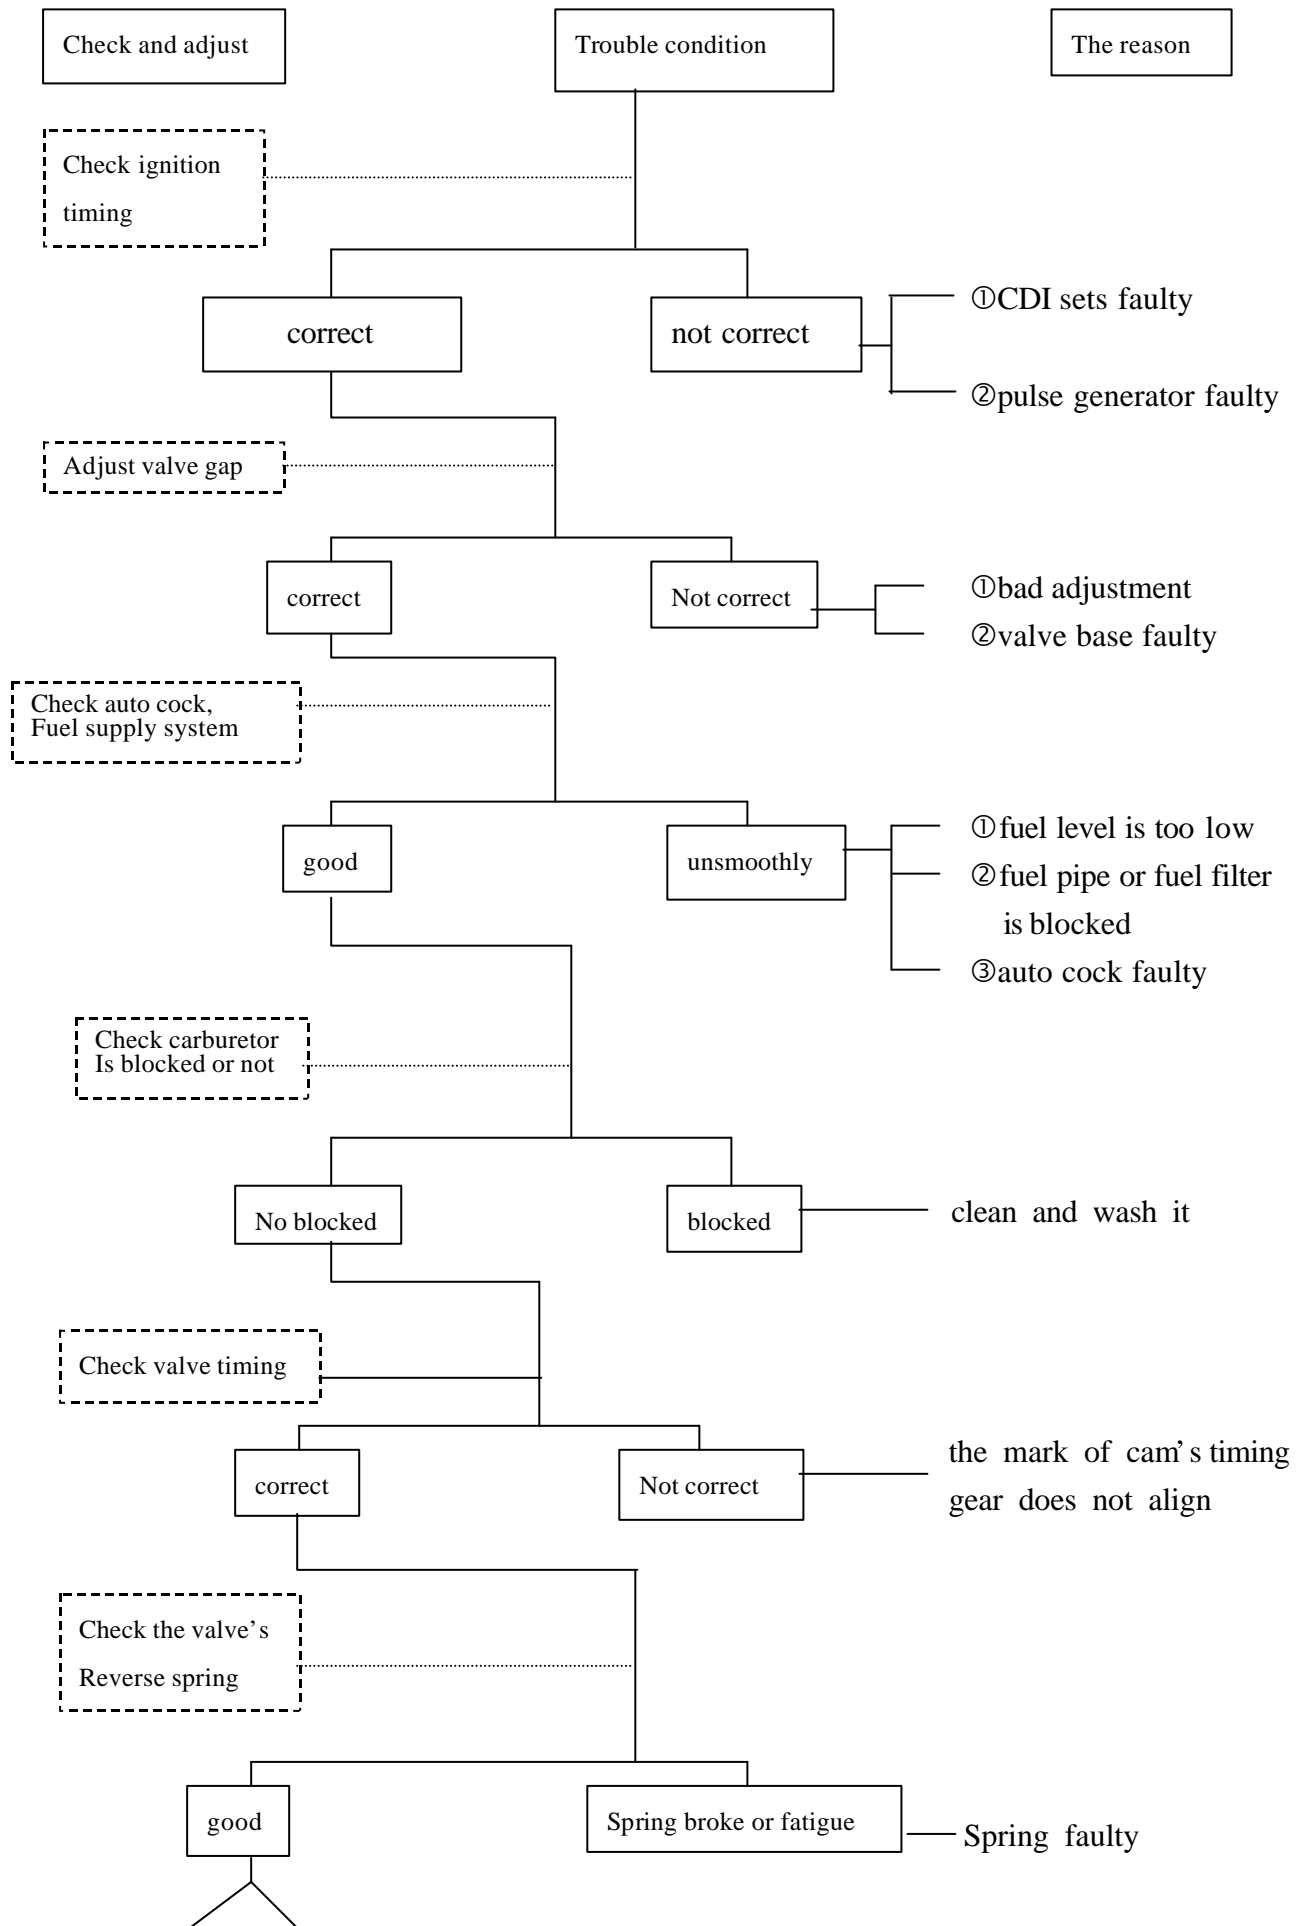 Check and adjust
Trouble condition
The reason
Check ignition
timing
correct
not correct
①CDI sets faulty
②pulse generator faulty
Adjust valve gap
correct
Not correct
①bad adjustment
②valve base faulty
Check auto cock,
Fuel supply system
good
unsmoothly
①fuel level is too low
②fuel pipe or fuel filter
is blocked
③auto cock faulty
Check carburetor
Is blocked or not
No blocked
blocked
clean and wash it
Check valve timing
correct
Not correct
the mark of cam’s timing
gear does not align
Check the valve’s
Reverse spring
good
Spring broke or fatigue
Spring faulty